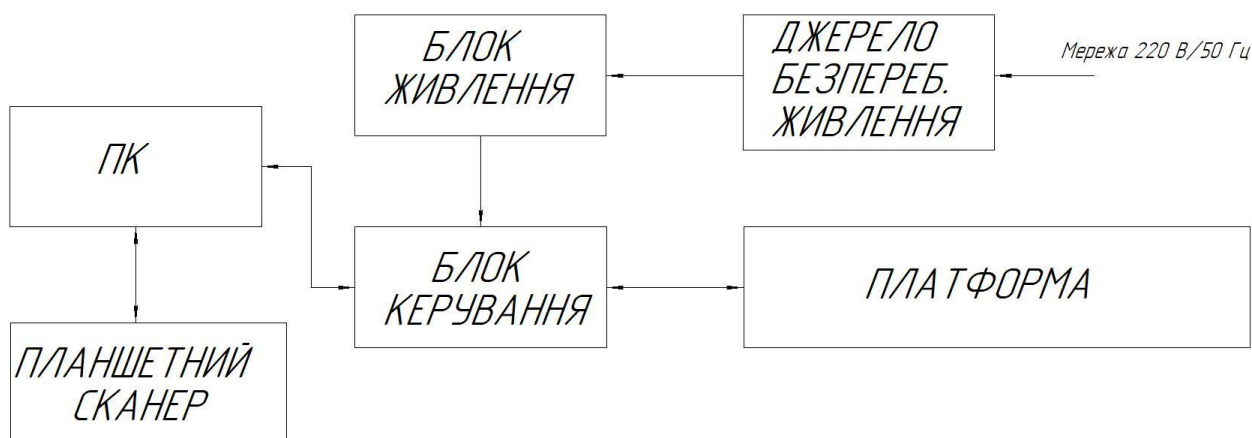 БЛОК
ЖИВЛЕННЯ
ДЖЕРЕЛО
БЕЗПЕРЕБ.
ЖИВЛЕННЯ
Мережа 220 В/50 Гц
ПК
БЛОК
КЕРУВАННЯ
ПЛАТФОРМА
ПЛАНШЕТНИЙ
СКАНЕР